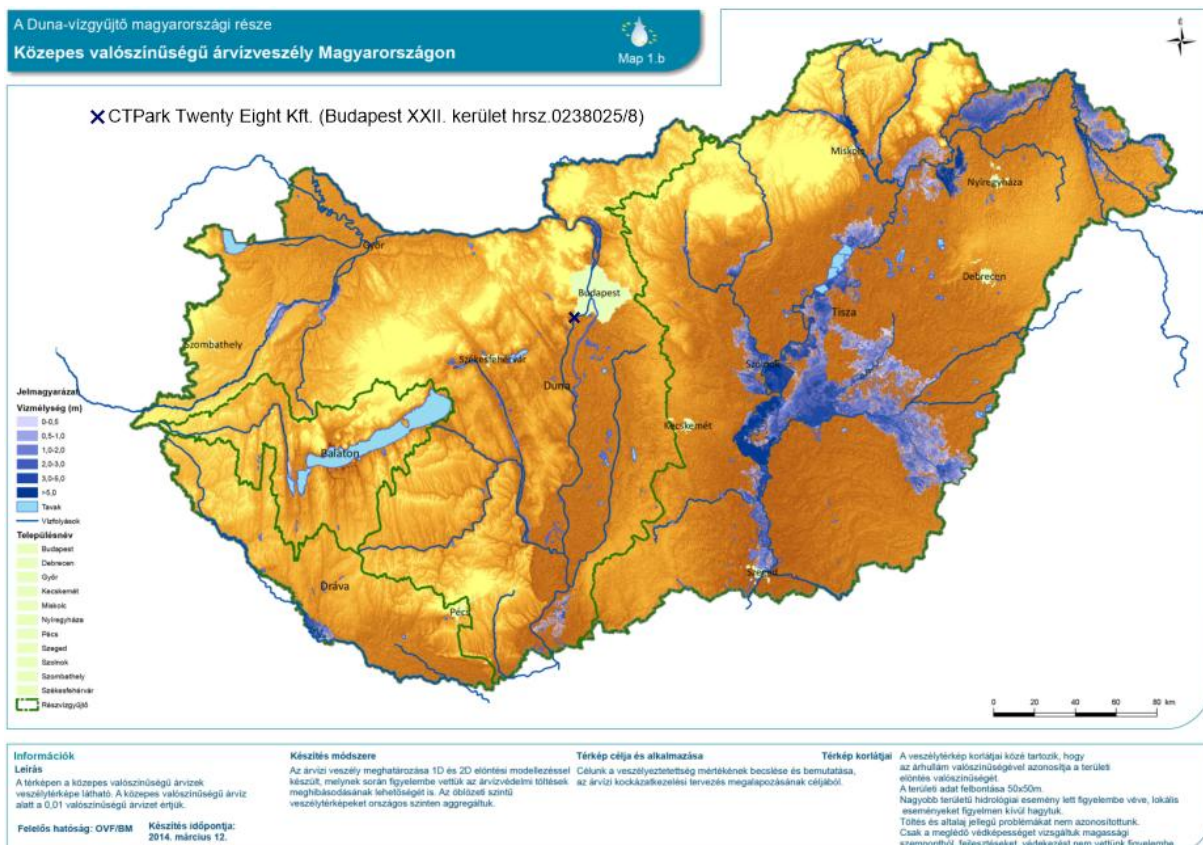 A Duna-vízgyűjtő magyarországi része
Közepes valószínűségű árvízveszély Magyarországon
Map 1.b
É
CTPark Twenty Eight Kft. (Budapest XXII. kerület hrsz.0238025/8)
Miskolc
Nyíregyháza
Győr
Debrecen
Budapest
Tisza
Szombathely
Székesfehérvár
Szolnok
Duna
Kecskemét
Balaton
Szeged
Dráva
Pécs
Jelmagyarázat
Vízmélység (m)
0-0,5
0,5-1,0
1,0-2,0
2,0-3,0
3,0-5,0
>5,0
Tavak
Vízfolyások
Településnév
Budapest
Debrecen
Győr
Kecskemét
Miskolc
Nyíregyháza
Pécs
Szeged
Szolnok
Szombathely
Székesfehérvár
Részvízgyűjtő
0 20 40 60 80 km
Információk
Leírás
A térképen a közepes valószínűségű árvizek
veszélytérképe látható. A közepes valószínűségű árvíz
alatt a 0,01 valószínűségű árvizet értjük.
Felelős hatóság: OVF/BM
Készítés időpontja:
2014. március 12.
Készítés módszere
Az árvízi veszély meghatározása 1D és 2D elöntési modellezéssel
készült, melynek során figyelembe vettük az árvízvédelmi töltések
meghibásodásának lehetőségét is. Az öblözeti szintű
veszélytérképeket országos szinten aggregáltuk.
Térkép célja és alkalmazása
Célunk a veszélyeztetettség mértékének becslése és bemutatása,
az árvízi kockázatkezelési tervezés megalapozásának céljából.
Térkép korlátjai
A veszélytérkép korlátjai közé tartozik, hogy
az árhullám valószínűségével azonosítja a területi
elöntés valószínűségét.
A területi adat felbontása 50x50m.
Nagyobb területű hidrológiai esemény lett figyelembe véve, lokális
eseményeket figyelmen kívül hagytuk.
Töltés és altalaj jellegű problémákat nem azonosítottunk.
Csak a meglédő védképességet vizsgáltuk magassági
szempontból, fejlesztéseket, védekezést nem vettünk figyelembe.